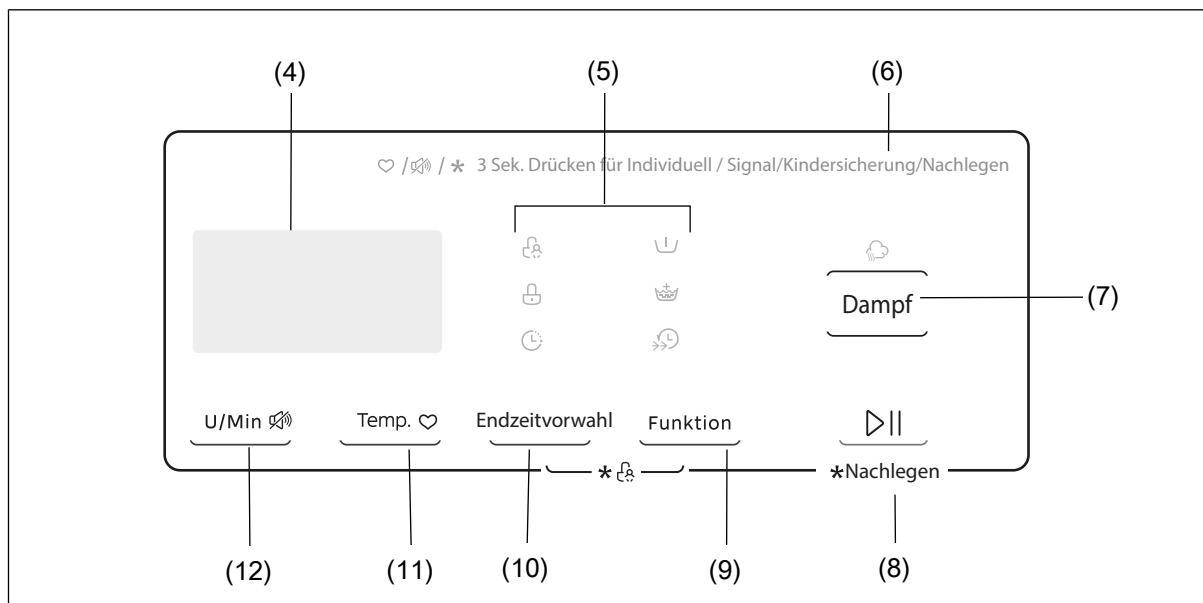 (4) (5) (6)
/ / * 3 Sek. Drücken für Individuell / Signal/Kindersicherung/Nachlegen
Dampf (7)
U/Min Temp. Endzeitvorwahl Funktion
* *Nachlegen
(12) (11) (10) (9) (8)